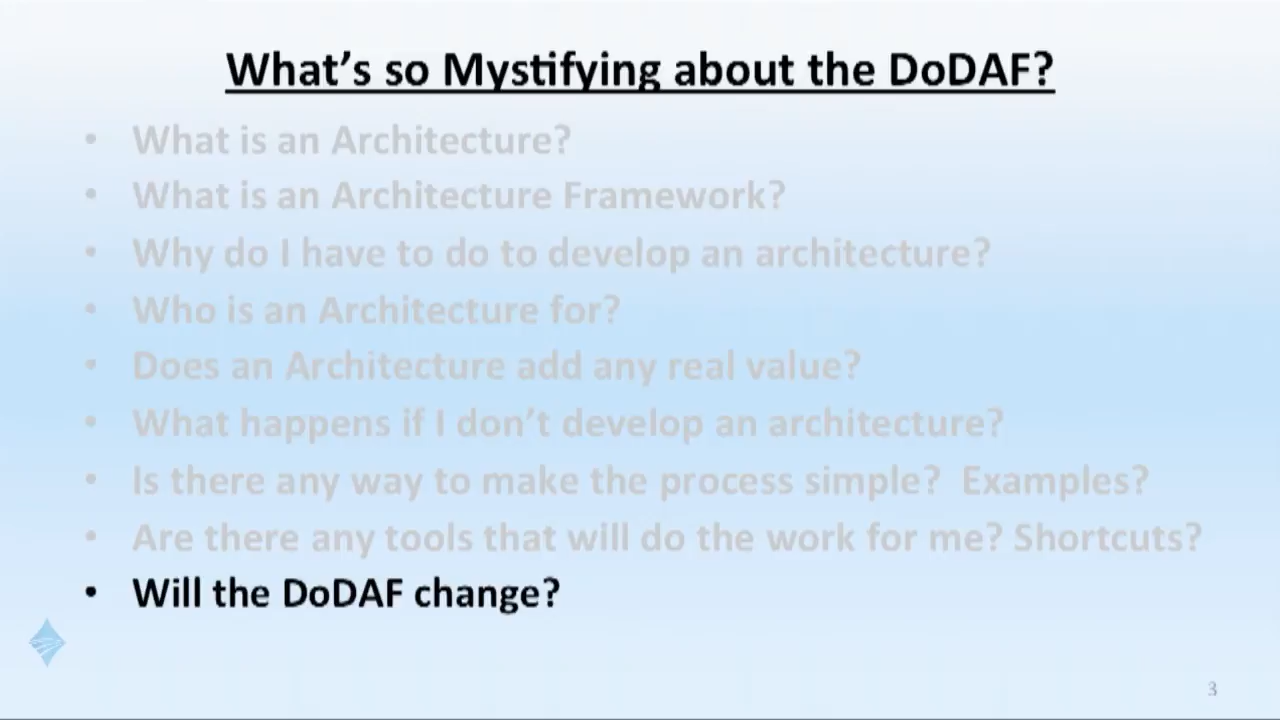 What's so Mystifying about the DoDAF?
• What is an Architecture?
• What is an Architecture Framework?
• Why do I have to do to develop an architecture?
• Who is an Architecture for?
• Does an Architecture add any real value?
• What happens if I don't develop an architecture?
• Is there any way to make the process simple?  Examples?
• Are there any tools that will do the work for me? Shortcuts?
• Will the DoDAF change?
3